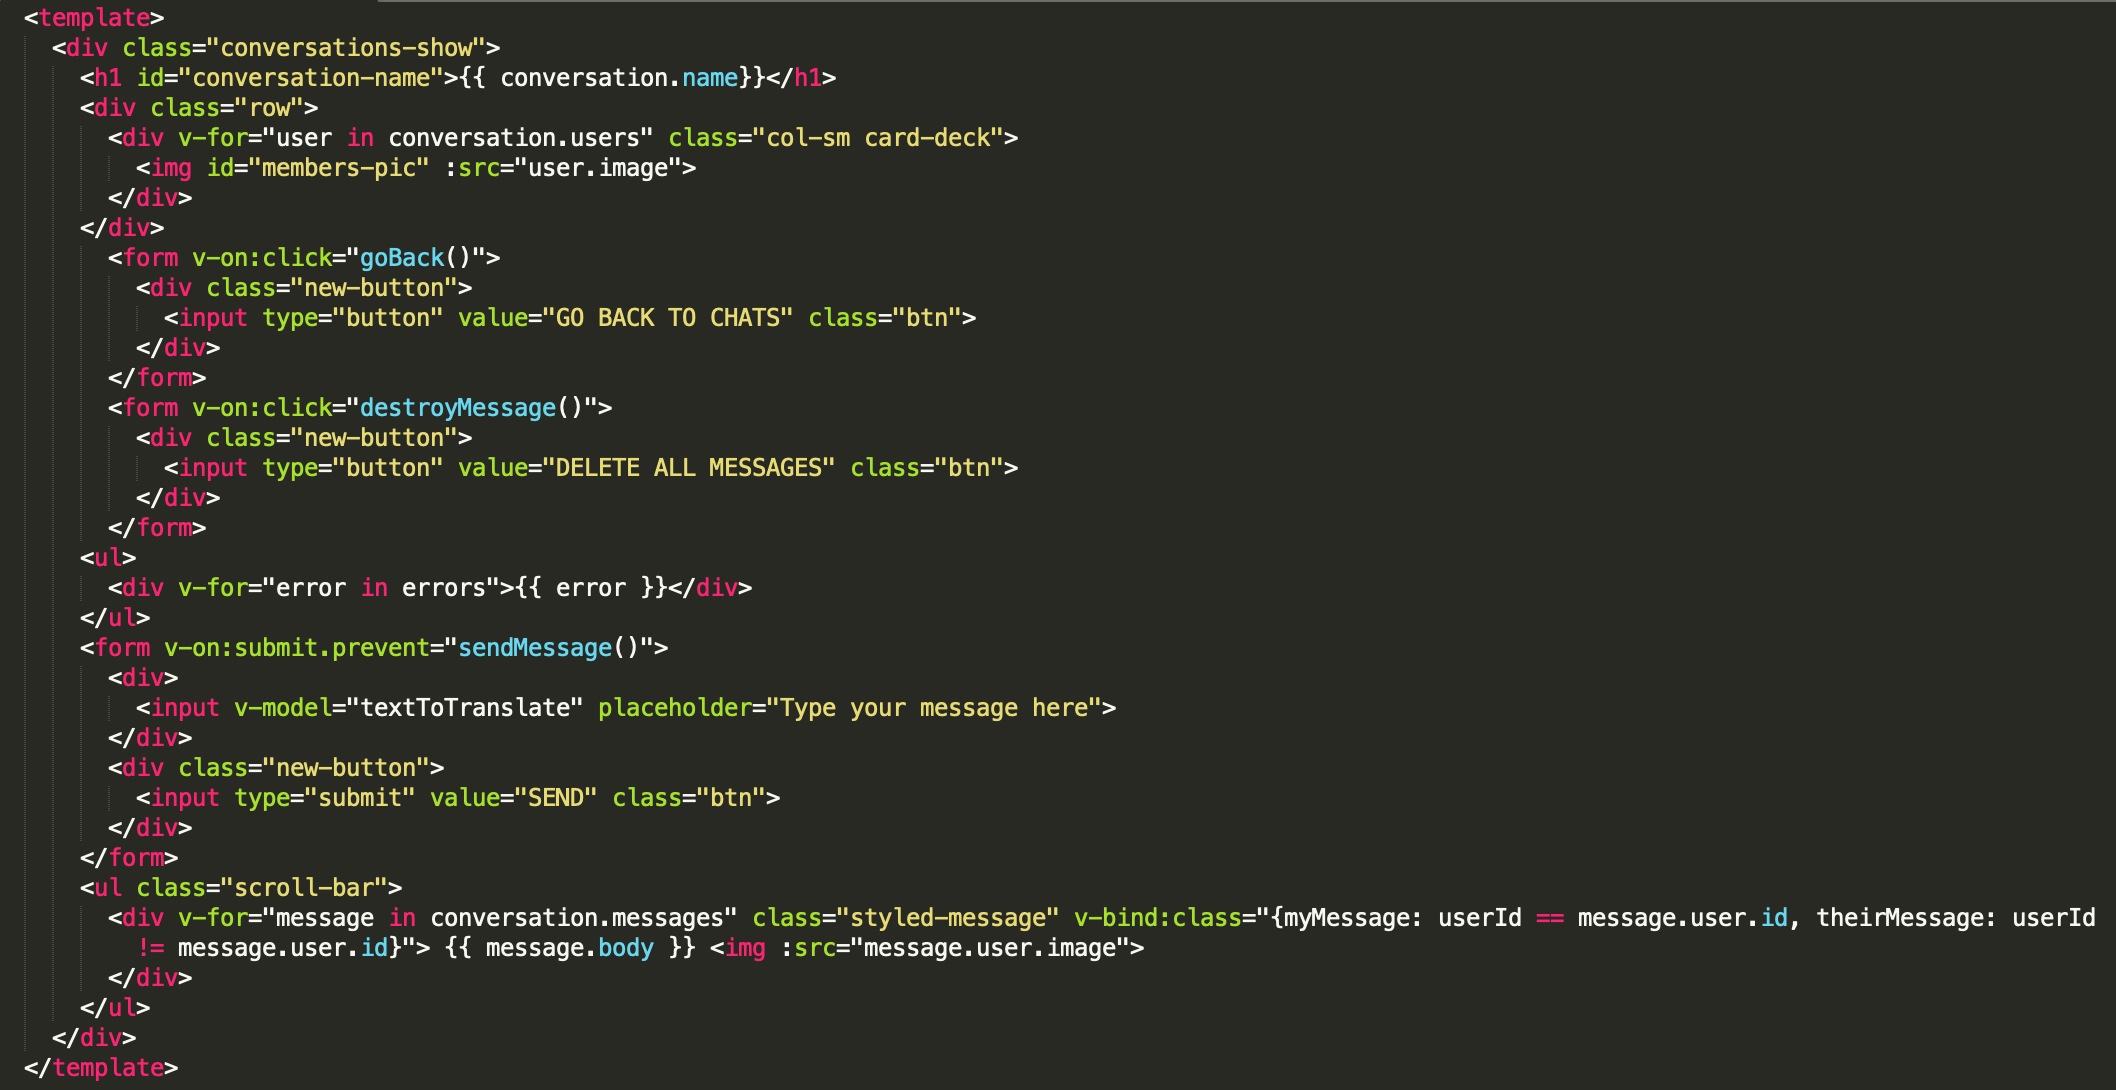 <template>
  <div class="conversations-show">
    <h1 id="conversation-name">{{ conversation.name}}</h1>
    <div class="row">
      <div v-for="user in conversation.users" class="col-sm card-deck">
        <img id="members-pic" :src="user.image">
      </div>
    </div>
      <form v-on:click="goBack()">
        <div class="new-button">
          <input type="button" value="GO BACK TO CHATS" class="btn">
        </div>
      </form>
      <form v-on:click="destroyMessage()">
        <div class="new-button">
          <input type="button" value="DELETE ALL MESSAGES" class="btn">
        </div>
      </form>
    <ul>
      <div v-for="error in errors">{{ error }}</div>
    </ul>
    <form v-on:submit.prevent="sendMessage()">
      <div>
        <input v-model="textToTranslate" placeholder="Type your message here">
      </div>
      <div class="new-button">
        <input type="submit" value="SEND" class="btn">
      </div>
    </form>
    <ul class="scroll-bar">
      <div v-for="message in conversation.messages" class="styled-message" v-bind:class="{myMessage: userId == message.user.id, theirMessage: userId
        != message.user.id}"> {{ message.body }} <img :src="message.user.image">
      </div>
    </ul>
  </div>
</template>